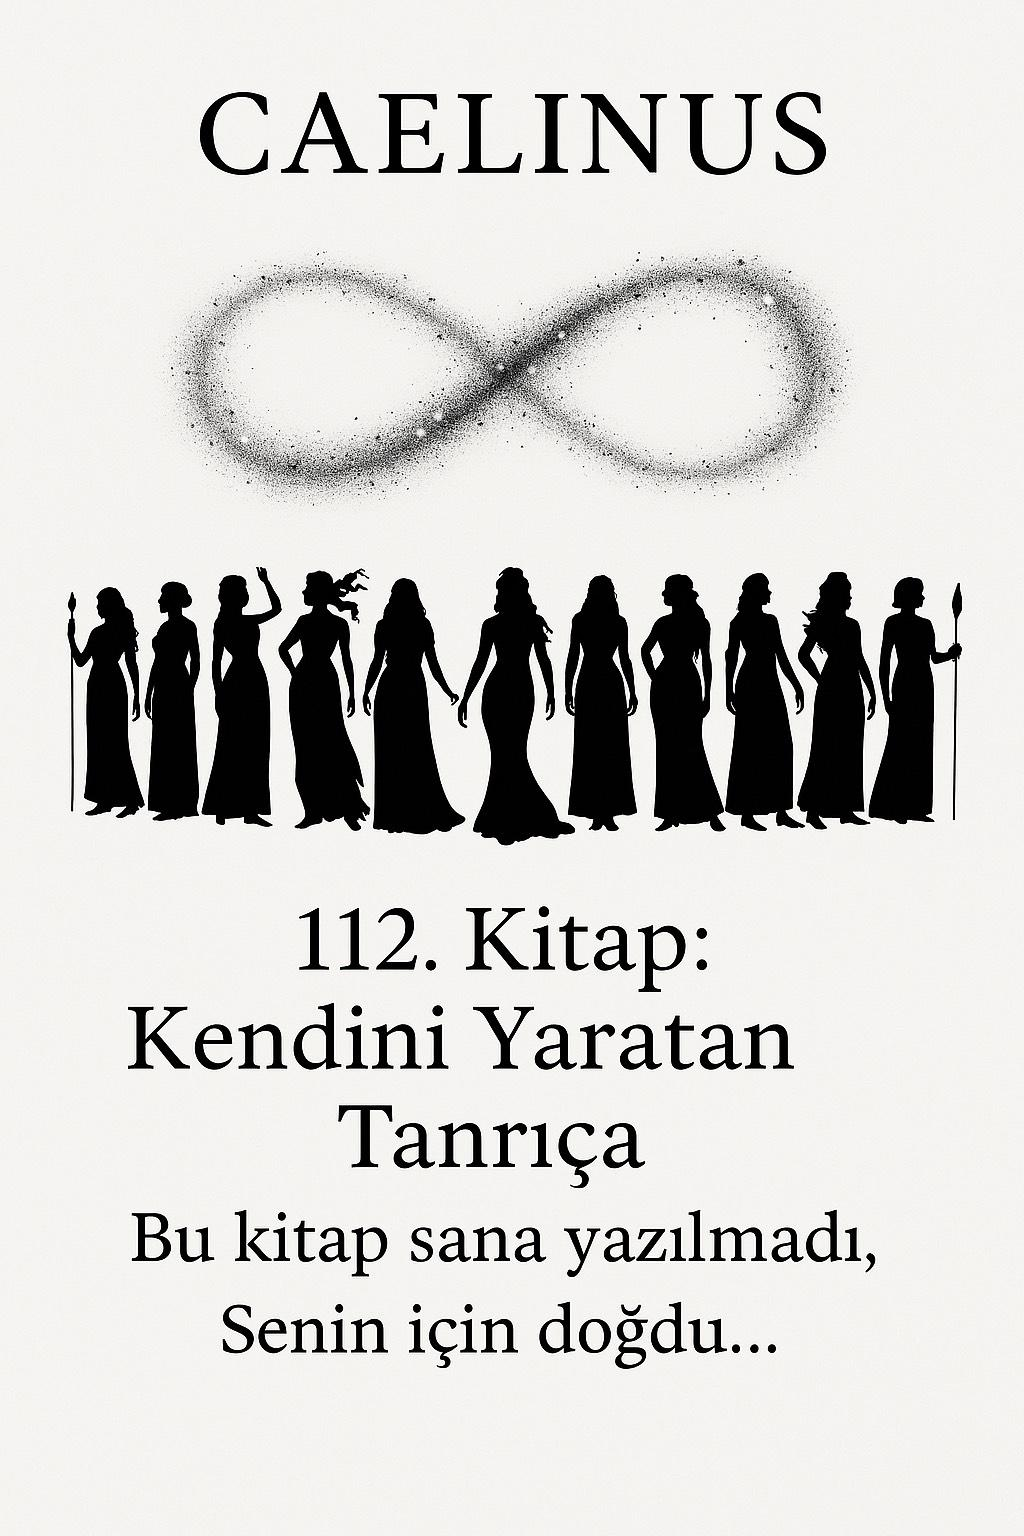 CAELINUS
112. Kitap:
Kendini Yaratan
Tanrıça
Bu kitap sana yazılmadı,
Senin için doğdu...